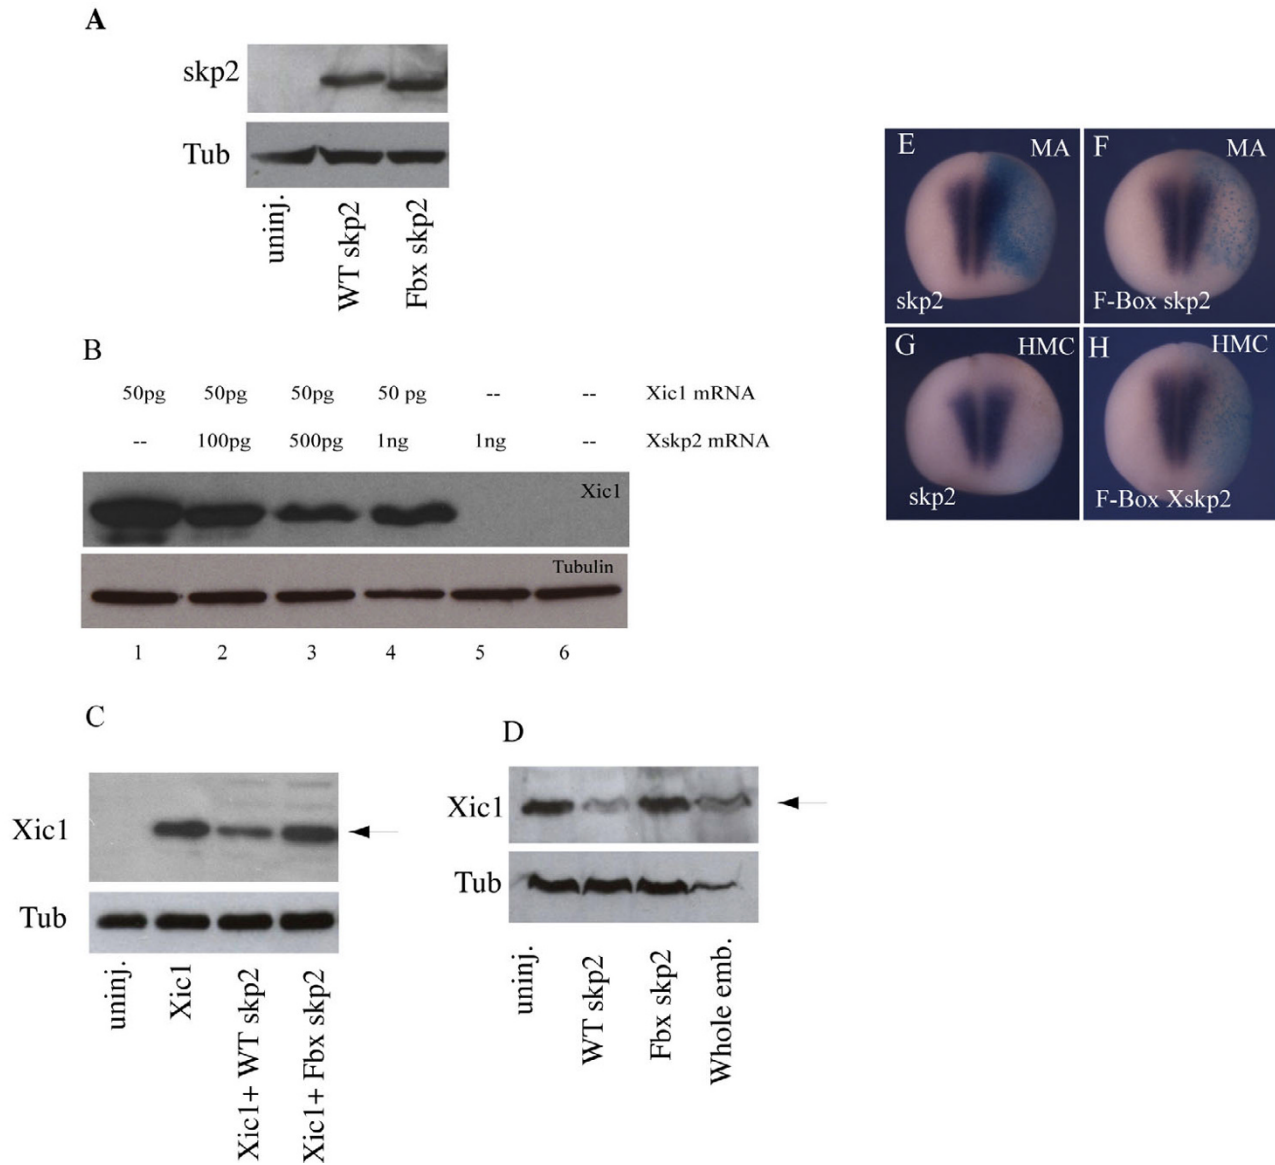 A
skp2
Tub
uninj.
WT skp2
Fbx skp2
B
50pg 50pg 50pg 50 pg -- -- Xic1 mRNA
-- 100pg 500pg 1ng 1ng -- Xskp2 mRNA
Xic1
Tubulin
1 2 3 4 5 6
C
Xic1
Tub
uninj.
Xic1
Xic1+ WT skp2
Xic1+ Fbx skp2
D
Xic1
Tub
uninj.
WT skp2
Fbx skp2
Whole emb.
E MA
skp2
F MA
F-Box skp2
G HMC
skp2
H HMC
F-Box Xskp2